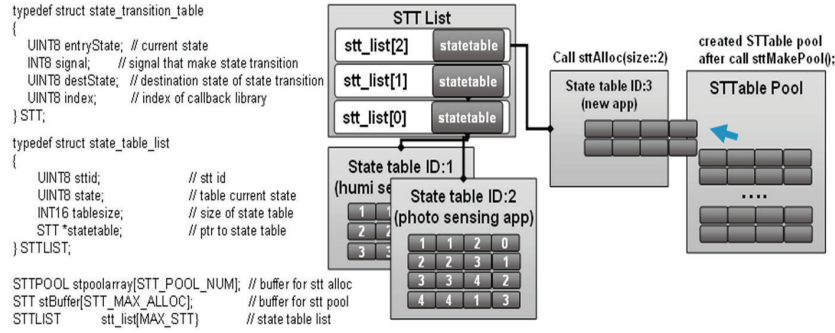 typedef struct state_transition_table
{
UINT8 entryState; // current state
INT8 signal; // signal that make state transition
UINT8 destState; // destination state of state transition
UINT8 index; // index of callback library
} STT;
typedef struct state_table_list
{
UINT8 sttid; // stt id
UINT8 state; // table current state
INT16 tablesize; // size of state table
STT *statetable; // ptr to state table
} STTLIST;
STTPOOL stpoolarray[STT_POOL_NUM]; // buffer for stt alloc
STT stBuffer[STT_MAX_ALLOC]; // buffer for stt pool
STTLIST stt_list[MAX_STT} // state table list
STT List
stt_list[2] statetable
stt_list[1] statetable
stt_list[0] statetable
State table ID:1
(humi se
1 1
2 2
3 3
State table ID:2
(photo sensing app)
1 1 2 0
2 2 3 1
3 3 4 2
4 4 1 3
Call sttAlloc(size::2)
State table ID:3
(new app)
created STTable pool
after call sttMakePool();
STTable Pool
....